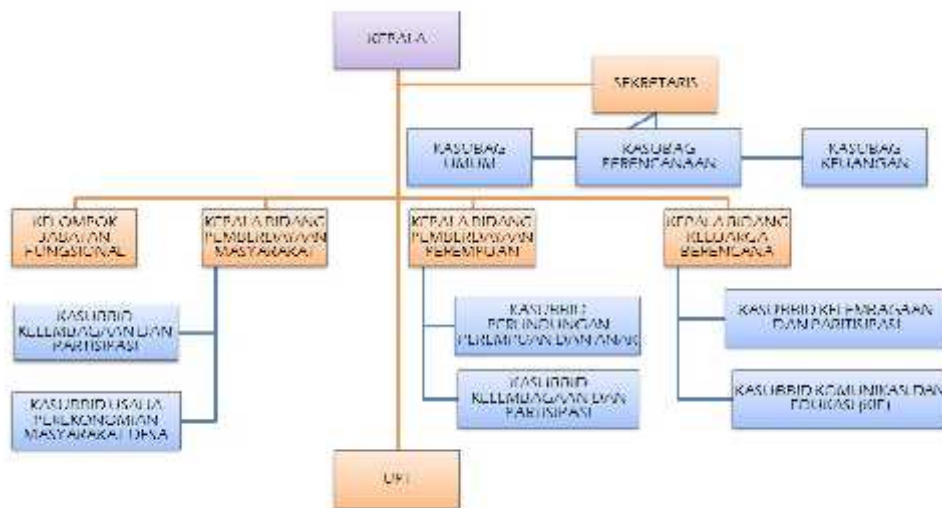 KEPALA
SEKRETARIS
KASUBAG
UMUM
KASUBAG
PERENCANAAN
KASUBAG
KEUANGAN
KELOMPOK
JABATAN
FUNGSIONAL
KEPALA BIDANG
PEMBERDAYAAN
MASYARAKAT
KEPALA BIDANG
PEMBERDAYAAN
PEREMPUAN
KEPALA BIDANG
KELUARGA
BERENCANA
KASUBBID
KELEMBAGAAN DAN
PARTISIPASI
KASUBBID
PERLINDUNGAN
PEREMPUAN DAN ANAK
KASUBBID KELEMBAGAAN
DAN PARITISIPASI
KASUBBID USAHA
PEREKONOMIAN
MASYARAKAT DESA
KASUBBID
KELEMBAGAAN DAN
PARTISIPASI
KASUBBID KOMUNIKASI DAN
EDUKASI (KIE)
UPT